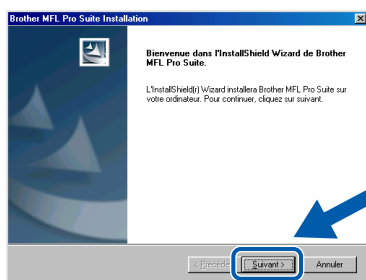 Brother MFL Pro Suite Installation
Bienvenue dans l'InstallShield Wizard de Brother
MFL Pro Suite.
L'InstallShield(r) Wizard installera Brother MFL Pro Suite sur
votre ordinateur. Pour continuer, cliquez sur suivant.
Suivant > Annuler